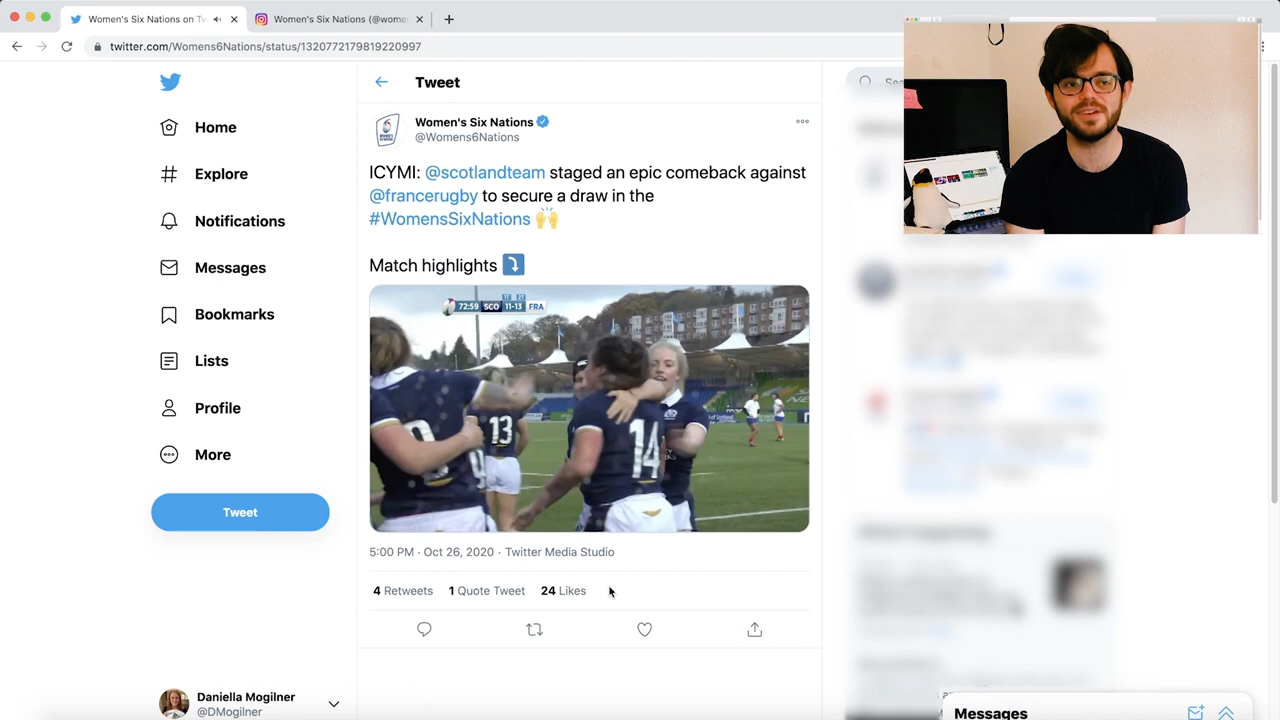 Women's Six Nations on Tw
Women's Six Nations (@wome
twitter.com/Womens6Nations/status/1320772179819220997
Home
Explore
Notifications
Messages
Bookmarks
Lists
Profile
More
Tweet
Daniella Mogilner
@DMogilner
Tweet
Women's Six Nations
@Womens6Nations
ICYMI: @scotlandteam staged an epic comeback against
@francerugby to secure a draw in the
#WomensSixNations 🙌
Match highlights ⤵️
72:59 SCO 11-13 FRA
13
14
5:00 PM · Oct 26, 2020 · Twitter Media Studio
4 Retweets 1 Quote Tweet 24 Likes
Sea
Messages